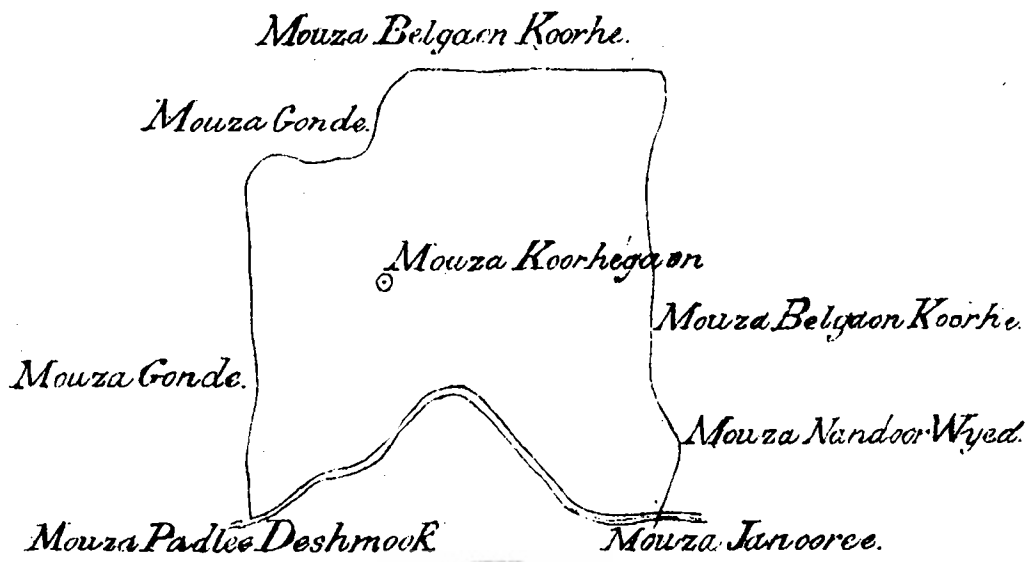 Mouza Belgaon Koorhe.
Mouza Gonde.
Mouza Koorhegaon
Mouza Belgaon Koorhe.
Mouza Gonde.
Mouza Nandoor Wyed.
Mouza Padlee Deshmook
Mouza Janooree.